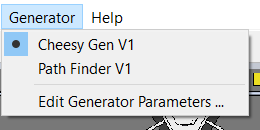 Generator Help
Cheesy Gen V1
Path Finder V1
Edit Generator Parameters ...